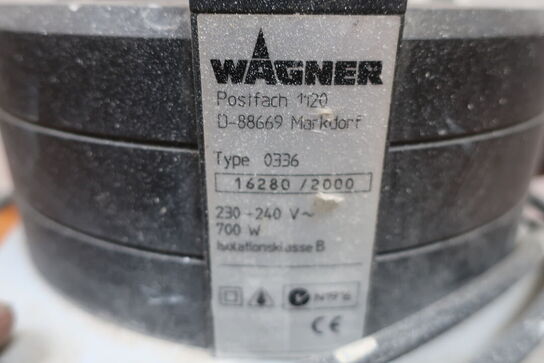 WAGNER
Postfach 1120
D-88669 Markdorf
Type 0336
16280 /2000
230-240 V~
700 W
Isolationsklasse B
CE